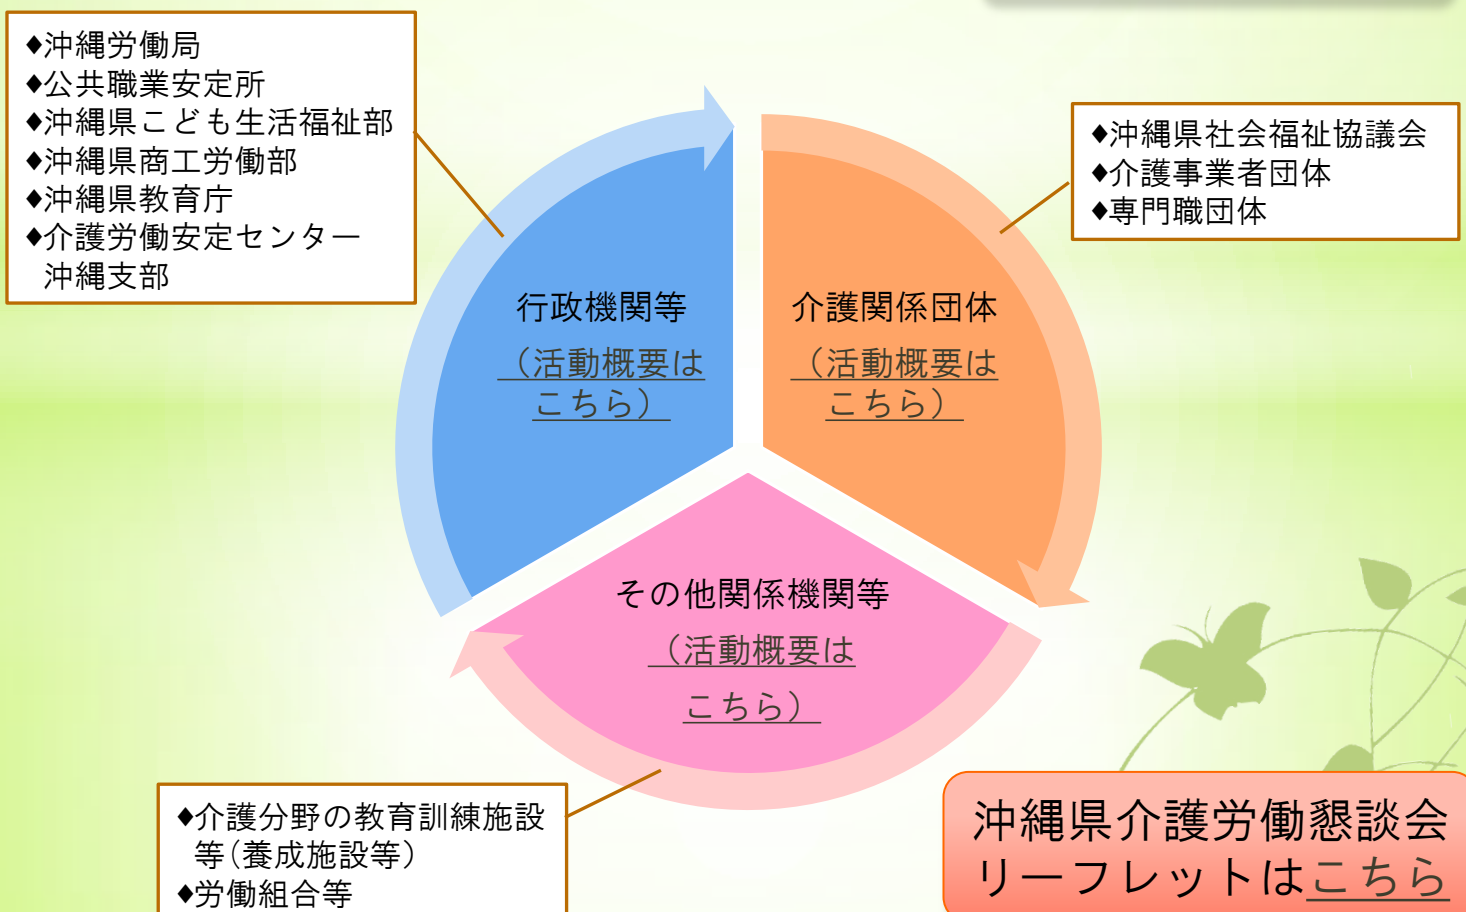 ♦沖縄労働局
♦公共職業安定所
♦沖縄県こども生活福祉部
♦沖縄県商工労働部
♦沖縄県教育庁
♦介護労働安定センター
沖縄支部
♦沖縄県社会福祉協議会
♦介護事業者団体
♦専門職団体
行政機関等
（活動概要は
こちら）
介護関係団体
（活動概要は
こちら）
その他関係機関等
（活動概要は
こちら）
♦介護分野の教育訓練施設
等(養成施設等)
♦労働組合等
沖縄県介護労働懇談会
リーフレットはこちら